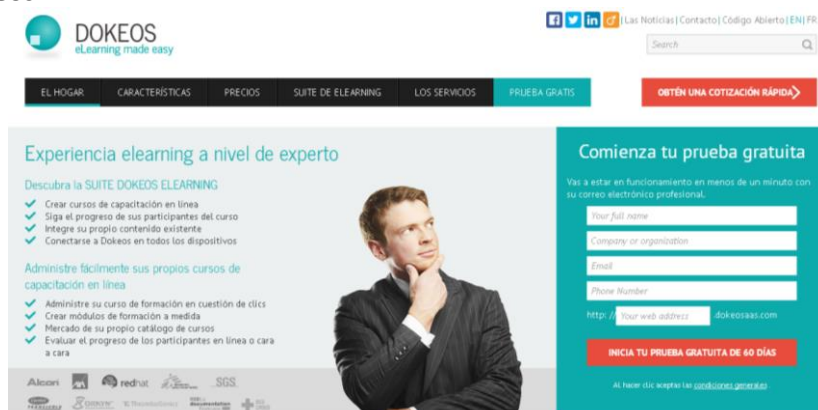 DOKEOS
eLearning made easy
| Las Noticias | Contacto | Código Abierto | EN | FR
Search
EL HOGAR CARACTERÍSTICAS PRECIOS SUITE DE ELEARNING LOS SERVICIOS PRUEBA GRATIS
OBTÉN UNA COTIZACIÓN RÁPIDA
Experiencia elearning a nivel de experto
Descubra la SUITE DOKEOS ELEARNING
Crear cursos de capacitación en línea
Siga el progreso de sus participantes del curso
Integre su propio contenido existente
Conectarse a Dokeos en todos los dispositivos
Administre fácilmente sus propios cursos de
capacitación en línea
Administre su curso de formación en cuestión de clics
Crear módulos de formación a medida
Mercado de su propio catálogo de cursos
Evaluar el progreso de los participantes en línea o cara
a cara
Comienza tu prueba gratuita
Vas a estar en funcionamiento en menos de un minuto con
su correo electrónico profesional.
Your full name
Company or organization
Email
Phone Number
http:// Your web address .dokeosaas.com
INICIA TU PRUEBA GRATUITA DE 60 DÍAS
Al hacer clic aceptas las condiciones generales
Alcon redhat SGS